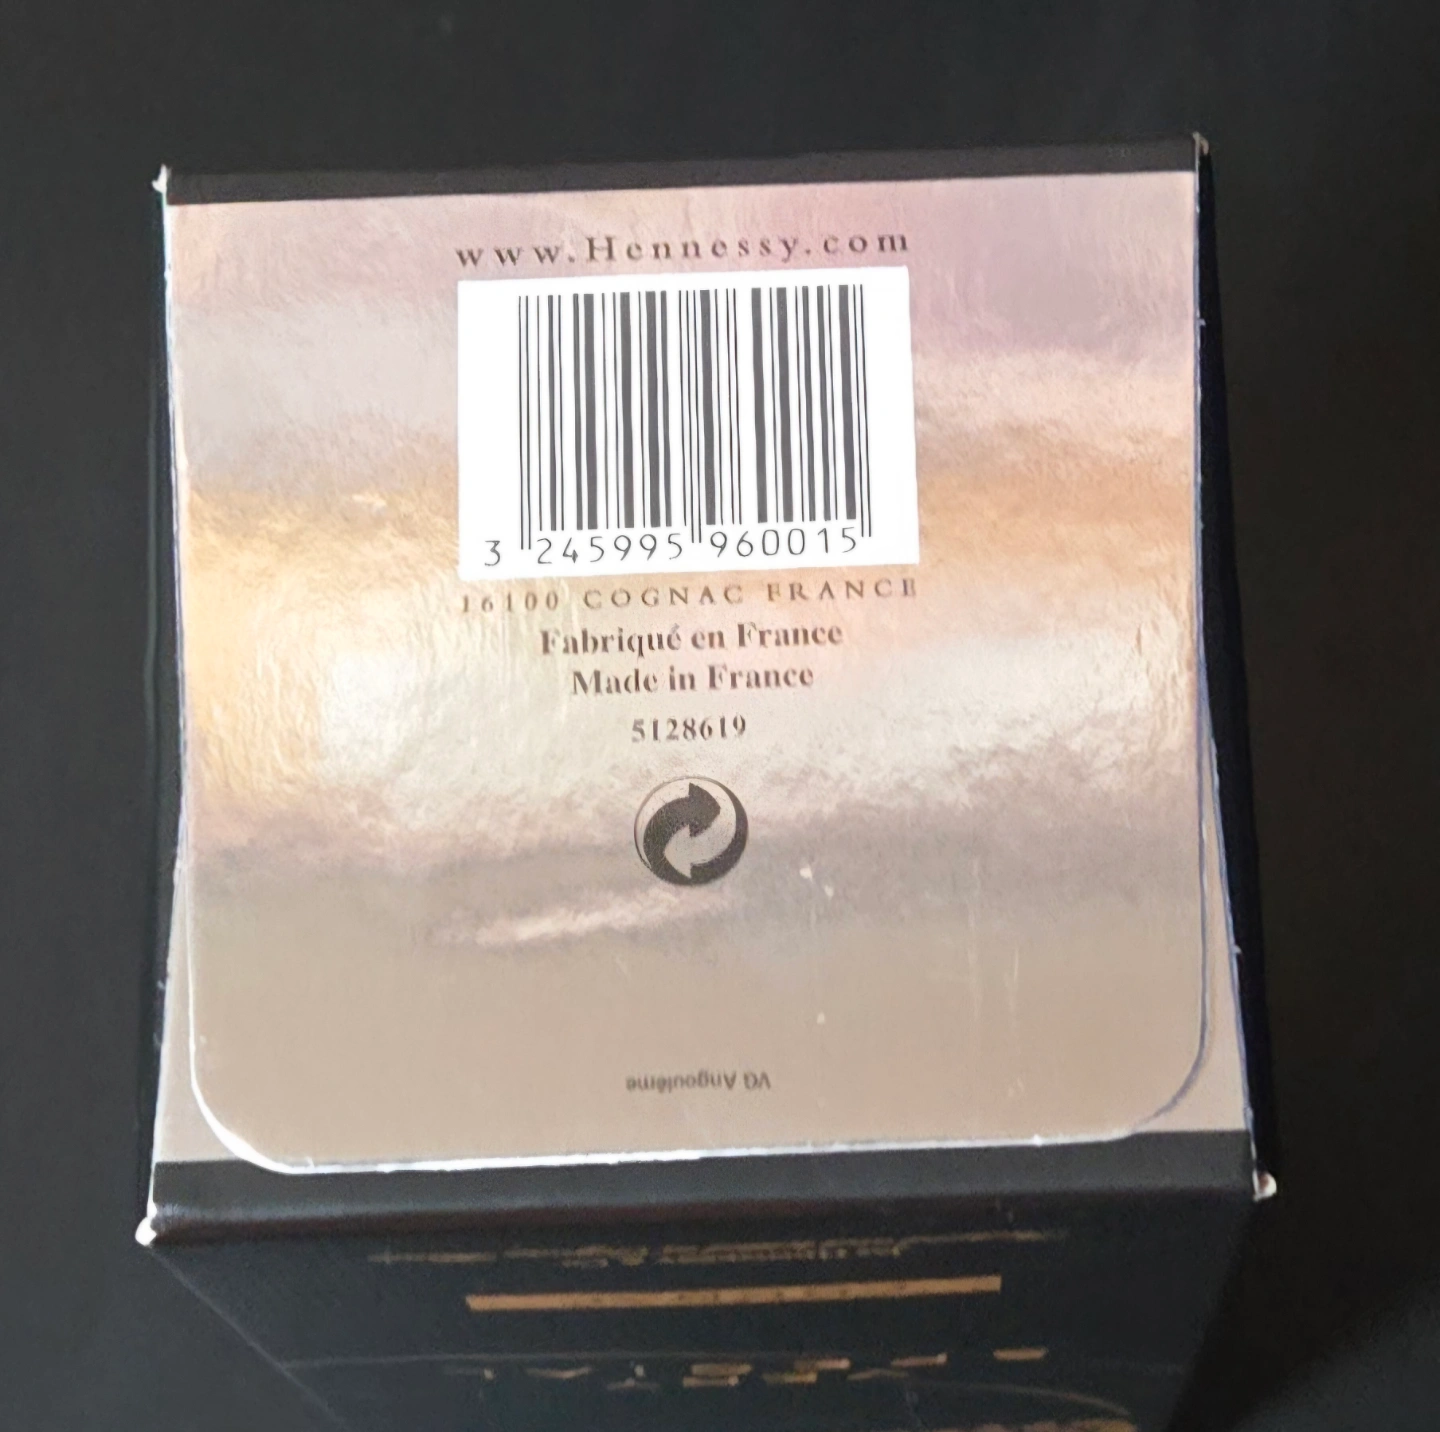 www.Hennessy.com
3 245995 960015
16100 COGNAC FRANCE
Fabriqué en France
Made in France
5128619
VG Angoulême